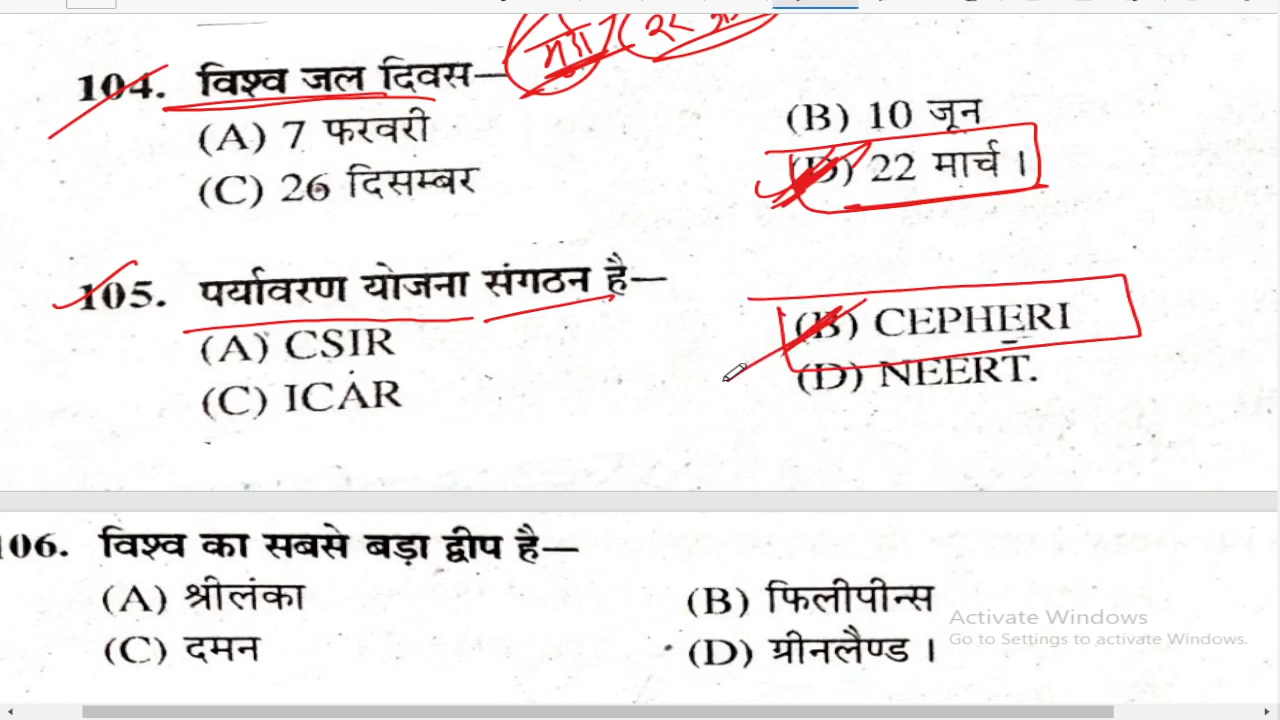 104. विश्व जल दिवस—
(A) 7 फरवरी
(B) 10 जून
(C) 26 दिसम्बर
(D) 22 मार्च ।
105. पर्यावरण योजना संगठन है—
(A) CSIR
(B) CEPHERI
(C) ICAR
(D) NEERT.
106. विश्व का सबसे बड़ा द्वीप है—
(A) श्रीलंका
(B) फिलीपीन्स
(C) दमन
(D) ग्रीनलैण्ड ।
Activate Windows
Go to Settings to activate Windows.